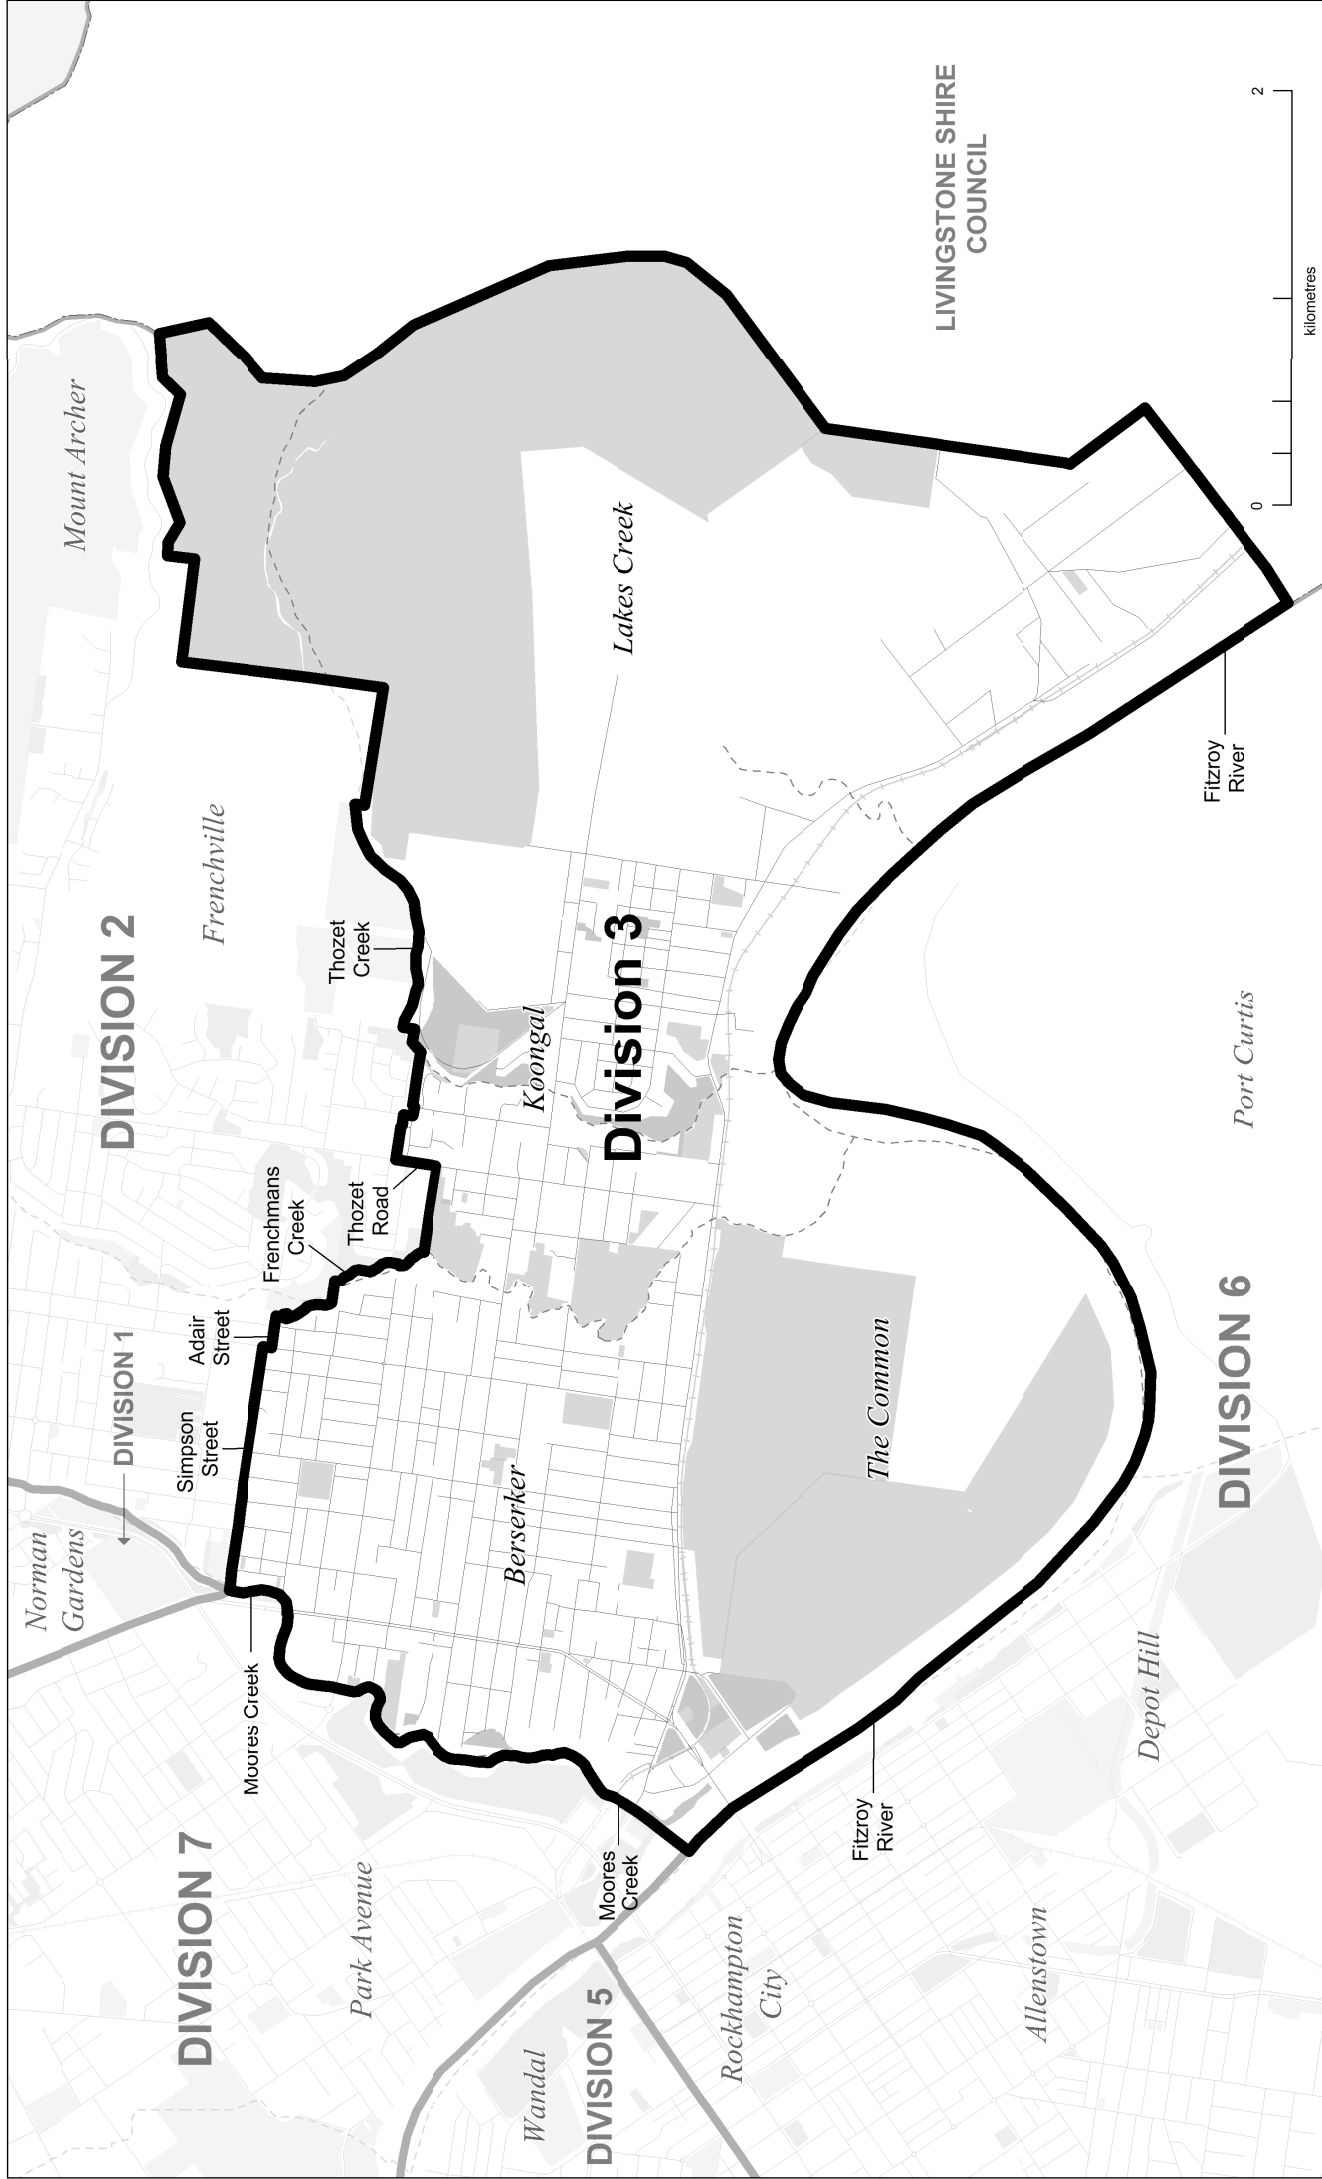 DIVISION 7
Norman
Gardens
DIVISION 1
DIVISION 2
Mount Archer
Simpson
Street
Adair
Street
Frenchmans
Creek
Thozet
Road
Thozet
Creek
Frenchville
Moores Creek
Park Avenue
Berserker
Koongal
Division 3
Lakes Creek
LIVINGSTONE SHIRE
COUNCIL
Wandal
DIVISION 5
Moores
Creek
Rockhampton
City
The Common
Fitzroy
River
Allenstown
Depot Hill
DIVISION 6
Port Curtis
Fitzroy
River
0
2
kilometres